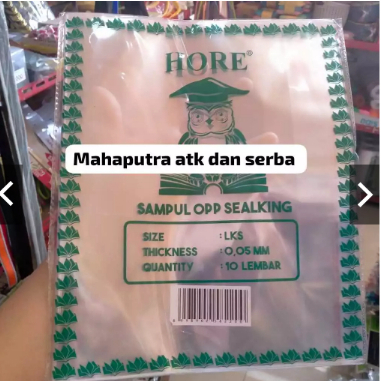 HORE®
Mahaputra atk dan serba
SAMPUL OPP SEALKING
SIZE : LKS
THICKNESS : 0,05 MM
QUANTITY : 10 LEMBAR